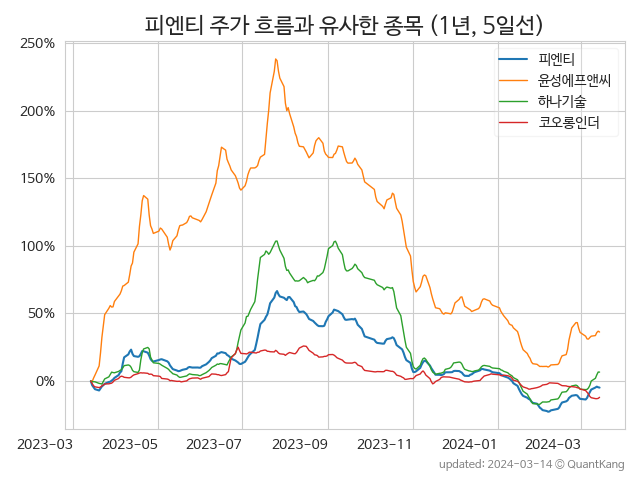 피엔티 주가 흐름과 유사한 종목 (1년, 5일선)
250%
200%
150%
100%
50%
0%
피엔티
윤성에프앤씨
하나기술
코오롱인더
2023-03 2023-05 2023-07 2023-09 2023-11 2024-01 2024-03
updated: 2024-03-14 © QuantKang